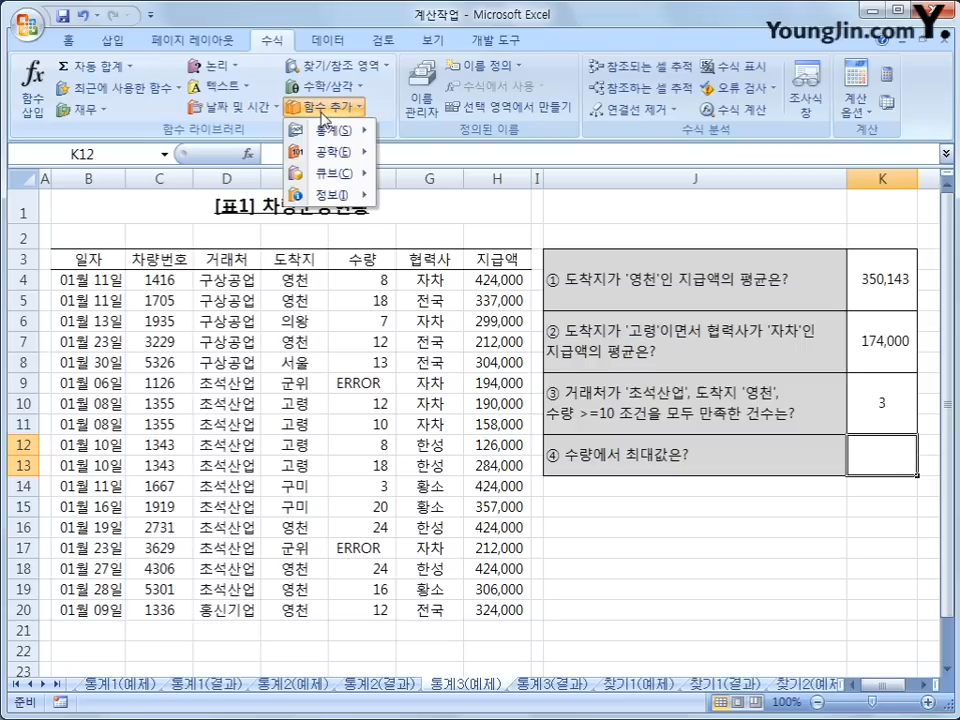 계산작업 - Microsoft Excel
YoungJin.com Y.
홈 삽입 페이지 레이아웃 수식 데이터 검토 보기 개발 도구
fx 함수 삽입
Σ 자동 합계 논리 찾기/참조 영역
최근에 사용한 함수 텍스트 수학/삼각
재무 날짜 및 시간 함수 추가
함수 라이브러리
이름 관리자
이름 정의
수식에서 사용
선택 영역에서 만들기
정의된 이름
참조되는 셀 추적 수식 표시
참조하는 셀 추적 오류 검사
연결선 제거 수식 계산
조사식 창
수식 분석
계산 옵션
계산
통계(S)
공학(E)
큐브(C)
정보(I)
K12 fx
A B C D G H I J K
1 [표1]
2
3 일자 차량번호 거래처 도착지 수량 협력사 지급액
4 01월 11일 1416 구상공업 영천 8 자차 424,000
5 01월 11일 1705 구상공업 영천 18 전국 337,000
6 01월 13일 1935 구상공업 의왕 7 자차 299,000
7 01월 23일 3229 구상공업 영천 12 전국 212,000
8 01월 30일 5326 구상공업 서울 13 전국 304,000
9 01월 06일 1126 초석산업 군위 ERROR 자차 194,000
10 01월 08일 1355 초석산업 고령 12 자차 190,000
11 01월 08일 1355 초석산업 고령 10 자차 158,000
12 01월 10일 1343 초석산업 고령 8 한성 126,000
13 01월 10일 1343 초석산업 고령 18 한성 284,000
14 01월 11일 1667 초석산업 구미 3 황소 424,000
15 01월 16일 1919 초석산업 구미 20 황소 357,000
16 01월 19일 2731 초석산업 영천 24 한성 424,000
17 01월 23일 3629 초석산업 군위 ERROR 자차 212,000
18 01월 27일 4306 초석산업 영천 24 한성 424,000
19 01월 28일 5301 초석산업 영천 16 황소 306,000
20 01월 09일 1336 흥신기업 영천 12 전국 324,000
21
22
23
① 도착지가 '영천'인 지급액의 평균은? 350,143
② 도착지가 '고령'이면서 협력사가 '자차'인
지급액의 평균은? 174,000
③ 거래처가 '초석산업', 도착지 '영천',
수량 >=10 조건을 모두 만족한 건수는? 3
④ 수량에서 최대값은?
통계1(예제) 통계1(결과) 통계2(예제) 통계2(결과) 통계3(예제) 통계3(결과) 찾기1(예제) 찾기1(결과)
준비 100%